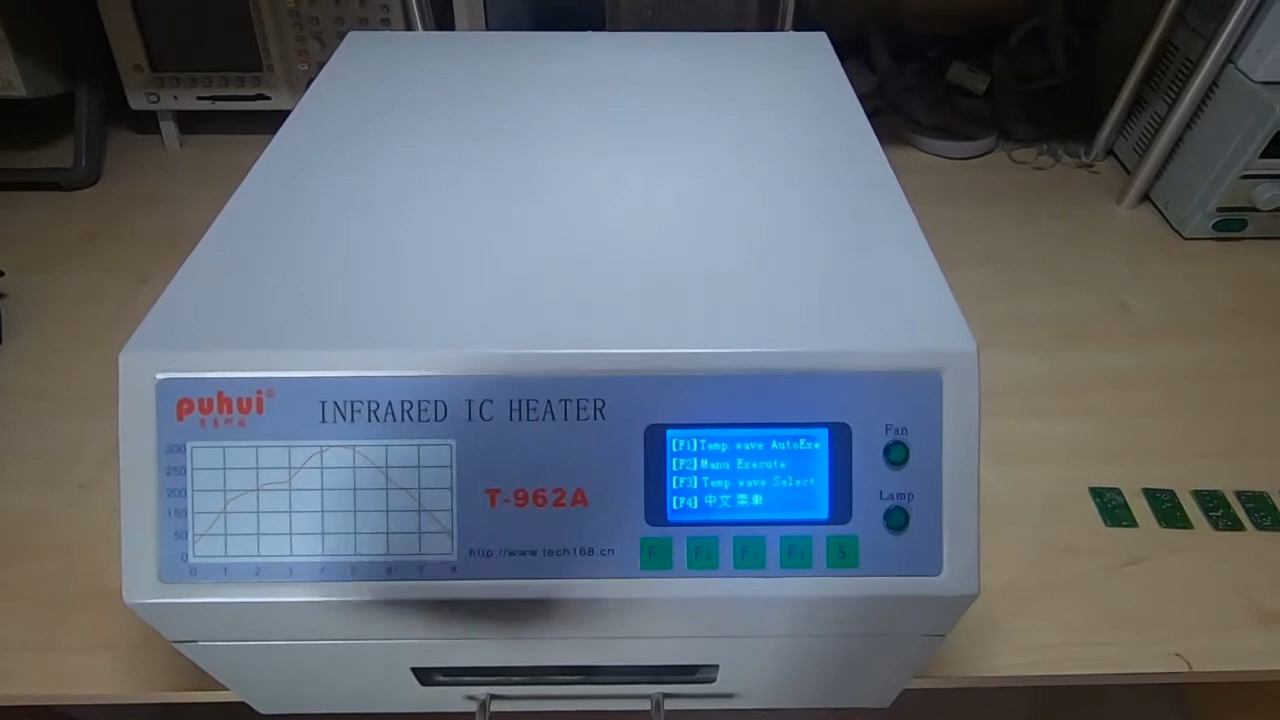 puhui®
INFRARED IC HEATER
300
250
200
150
50
0
0 1 2 3 4 5 6 7 8
T-962A
http://www.tech168.cn
[F1]Temp wave AutoExe
[F2]Manu Execute
[F3]Temp wave Select
[F4]中文菜单
Fan
Lamp
S